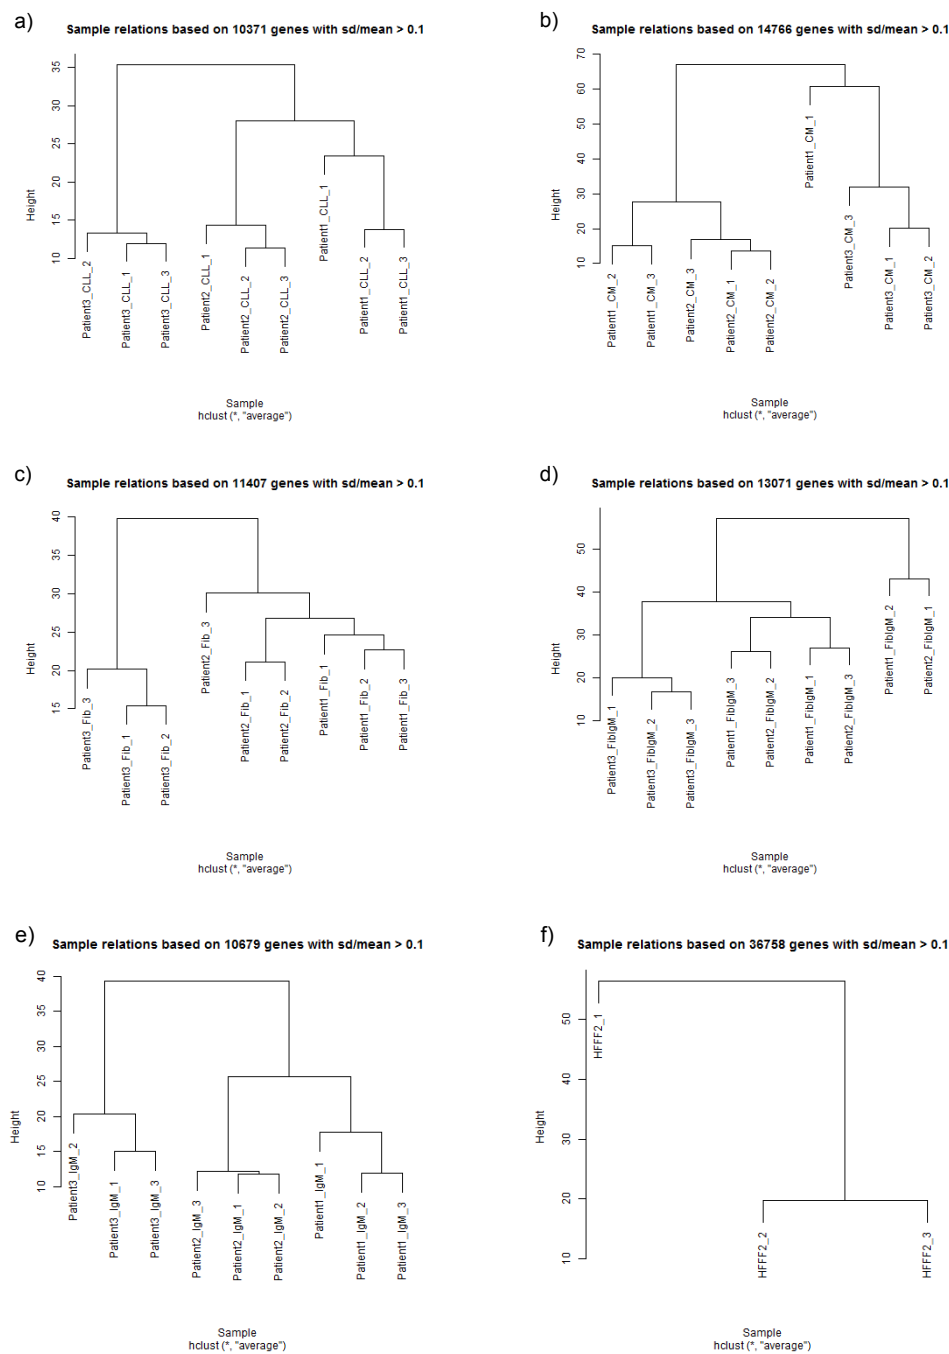 a)
Sample relations based on 10371 genes with sd/mean > 0.1
Height
35
30
25
20
15
10
Patient3_CLL_2
Patient3_CLL_1
Patient3_CLL_3
Patient2_CLL_1
Patient2_CLL_2
Patient2_CLL_3
Patient1_CLL_1
Patient1_CLL_2
Patient1_CLL_3
Sample
hclust (*, "average")
b)
Sample relations based on 14766 genes with sd/mean > 0.1
Height
70
60
50
40
30
20
10
Patient1_CM_2
Patient1_CM_3
Patient2_CM_3
Patient2_CM_1
Patient2_CM_2
Patient1_CM_1
Patient3_CM_3
Patient3_CM_1
Patient3_CM_2
Sample
hclust (*, "average")
c)
Sample relations based on 11407 genes with sd/mean > 0.1
Height
40
35
30
25
20
15
Patient3_Fib_3
Patient3_Fib_1
Patient3_Fib_2
Patient2_Fib_3
Patient2_Fib_1
Patient2_Fib_2
Patient1_Fib_1
Patient1_Fib_2
Patient1_Fib_3
Sample
hclust (*, "average")
d)
Sample relations based on 13071 genes with sd/mean > 0.1
Height
50
40
30
20
10
Patient3_FibIgM_1
Patient3_FibIgM_2
Patient3_FibIgM_3
Patient1_FibIgM_3
Patient2_FibIgM_2
Patient1_FibIgM_1
Patient2_FibIgM_3
Patient1_FibIgM_2
Patient2_FibIgM_1
Sample
hclust (*, "average")
e)
Sample relations based on 10679 genes with sd/mean > 0.1
Height
40
35
30
25
20
15
10
Patient3_IgM_2
Patient3_IgM_1
Patient3_IgM_3
Patient2_IgM_3
Patient2_IgM_1
Patient2_IgM_2
Patient1_IgM_1
Patient1_IgM_2
Patient1_IgM_3
Sample
hclust (*, "average")
f)
Sample relations based on 36758 genes with sd/mean > 0.1
Height
50
40
30
20
10
HFFF2_1
HFFF2_2
HFFF2_3
Sample
hclust (*, "average")